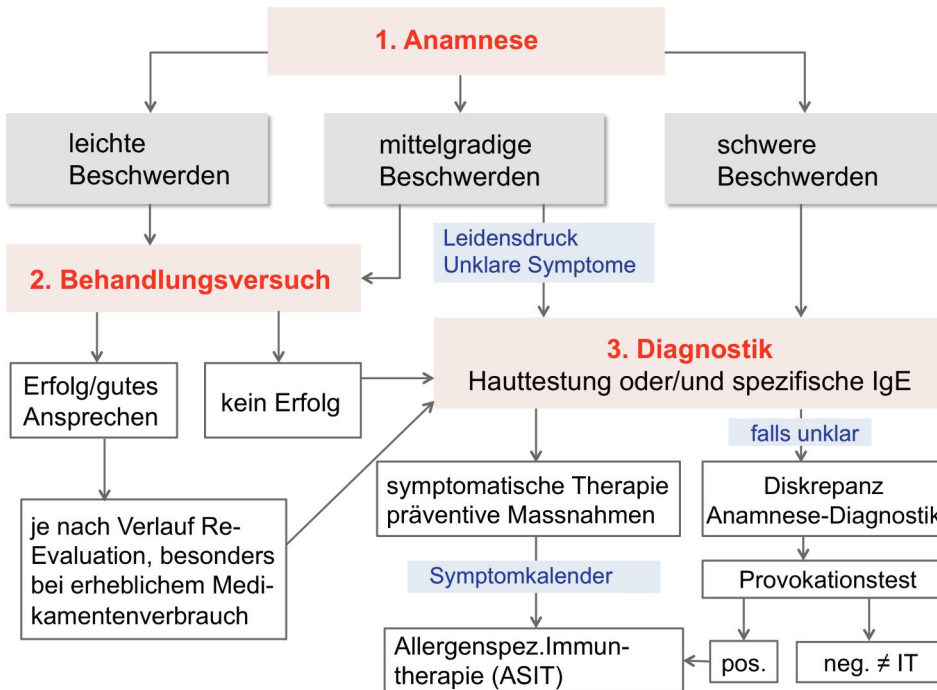 1. Anamnese
leichte
Beschwerden
mittelgradige
Beschwerden
schwere
Beschwerden
Leidensdruck
Unklare Symptome
2. Behandlungsversuch
3. Diagnostik
Hauttestung oder/und spezifische IgE
Erfolg/gutes
Ansprechen
kein Erfolg
falls unklar
symptomatische Therapie
präventive Massnahmen
Diskrepanz
Anamnese-Diagnostik
je nach Verlauf Re-
Evaluation, besonders
bei erheblichem Medi-
kamentenverbrauch
Symptomkalender
Provokationstest
Allergenspez.Immun-
therapie (ASIT)
pos.
neg. ≠ IT